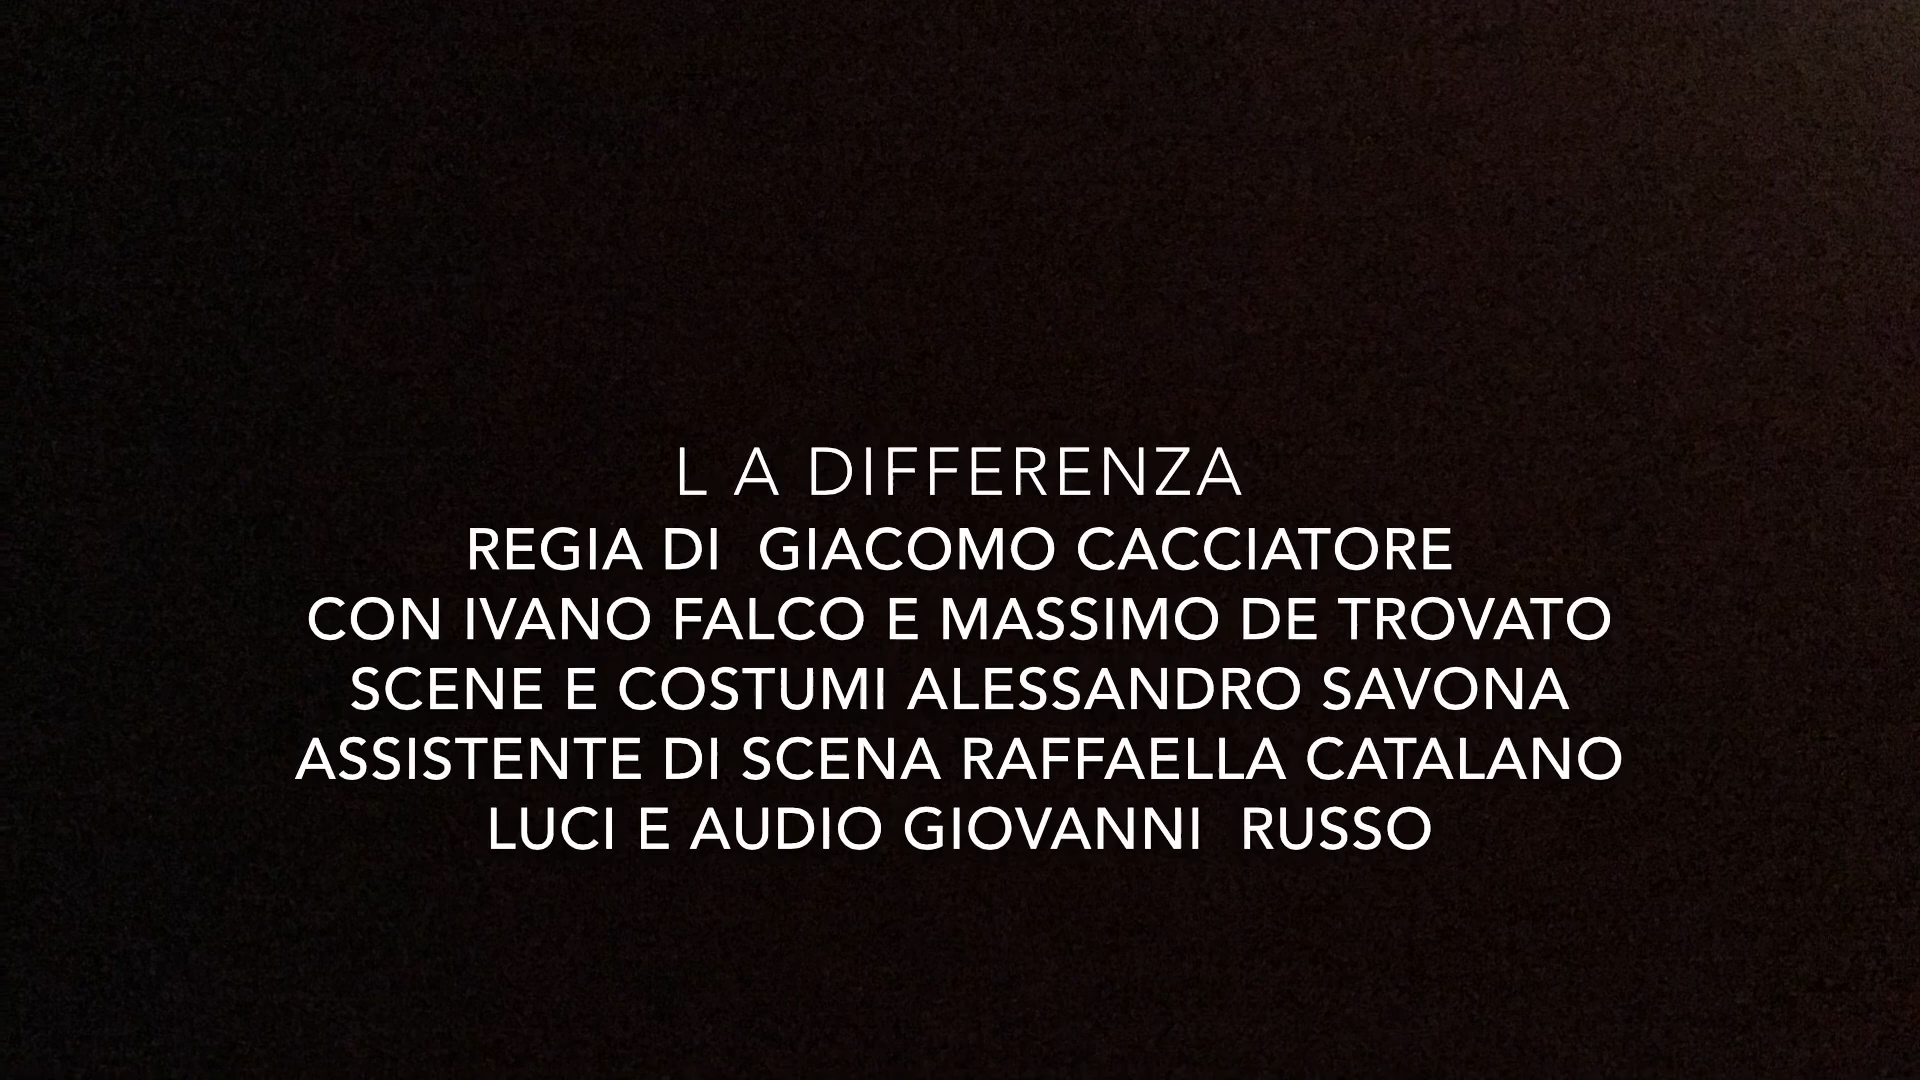 L A DIFFERENZA
REGIA DI  GIACOMO CACCIATORE
CON IVANO FALCO E MASSIMO DE TROVATO
SCENE E COSTUMI ALESSANDRO SAVONA
ASSISTENTE DI SCENA RAFFAELLA CATALANO
LUCI E AUDIO GIOVANNI  RUSSO